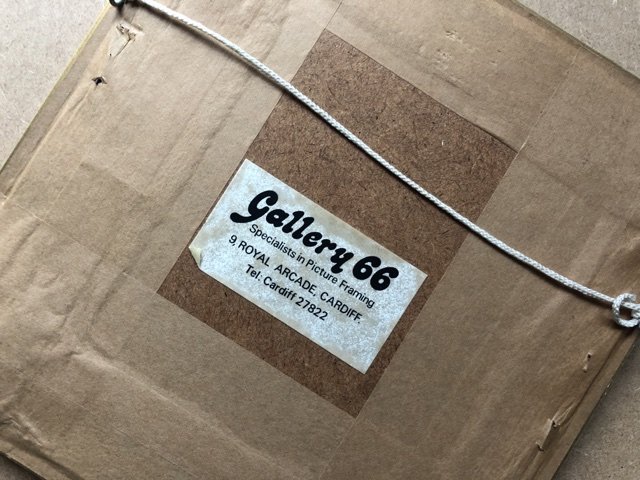 Gallery 66
Specialists in Picture Framing
9, ROYAL ARCADE, CARDIFF.
Tel. Cardiff 27822